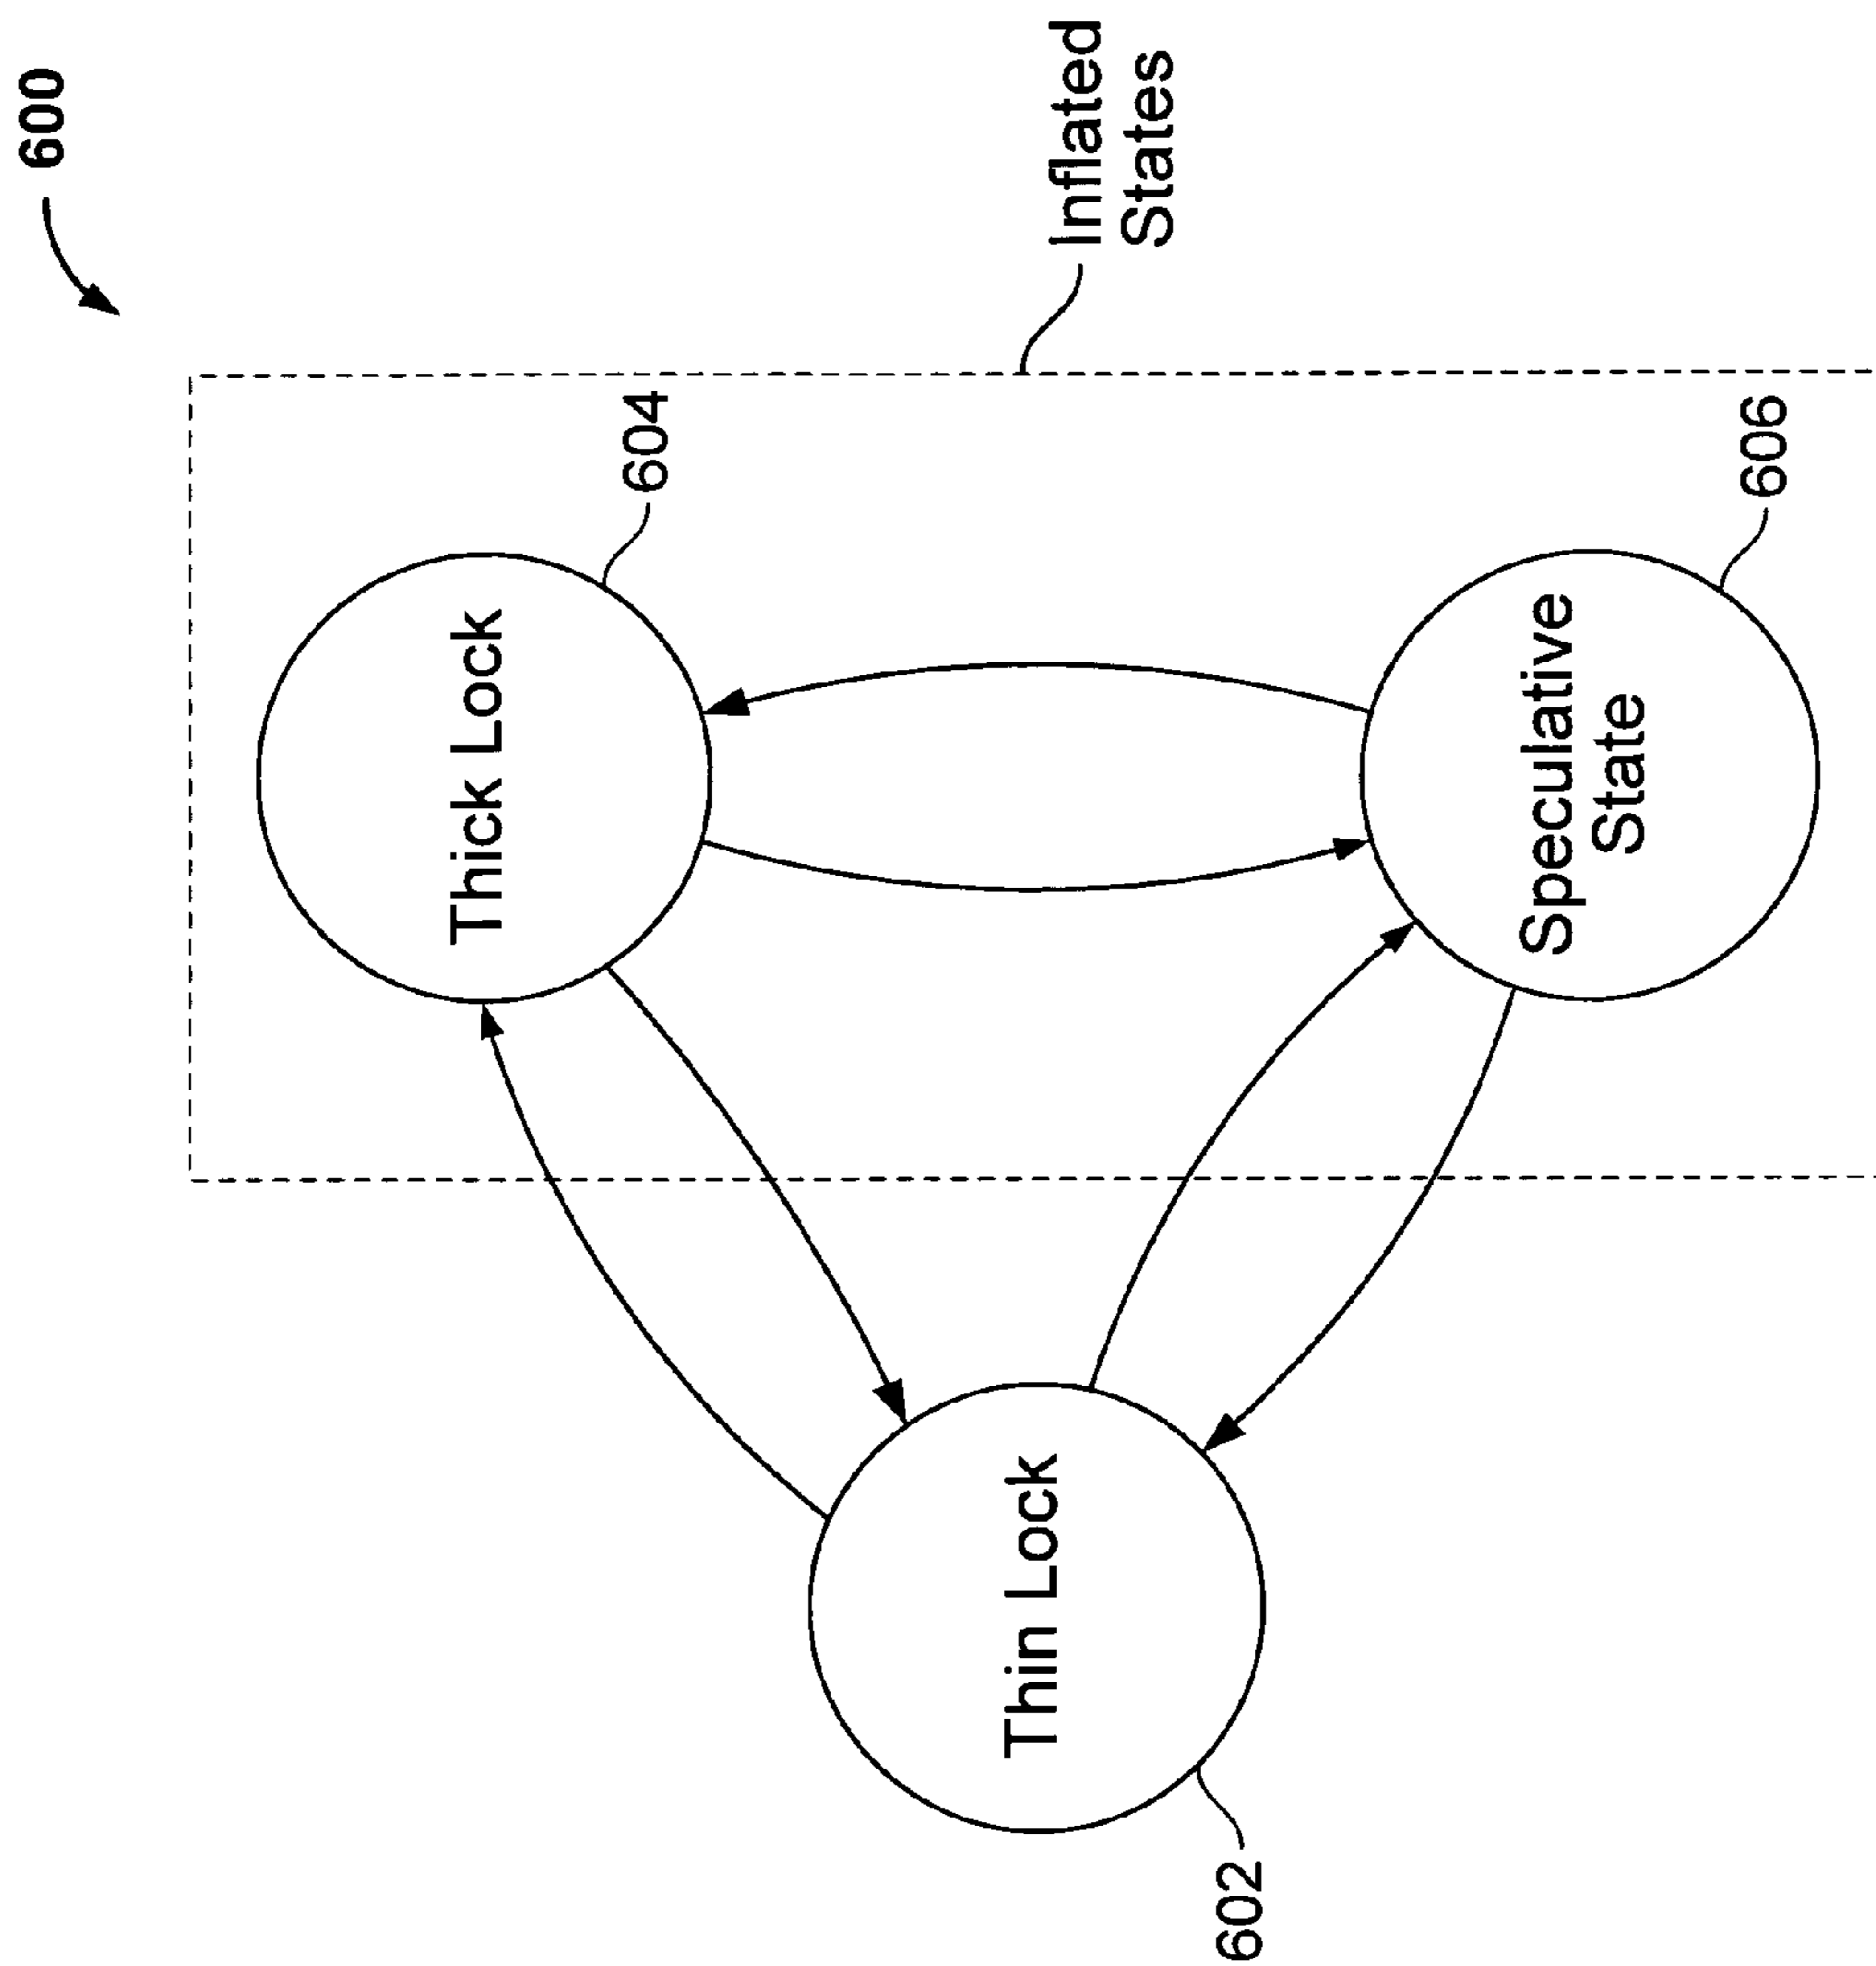 600
Inflated
States
Thick Lock
604
Speculative
State
606
Thin Lock
602